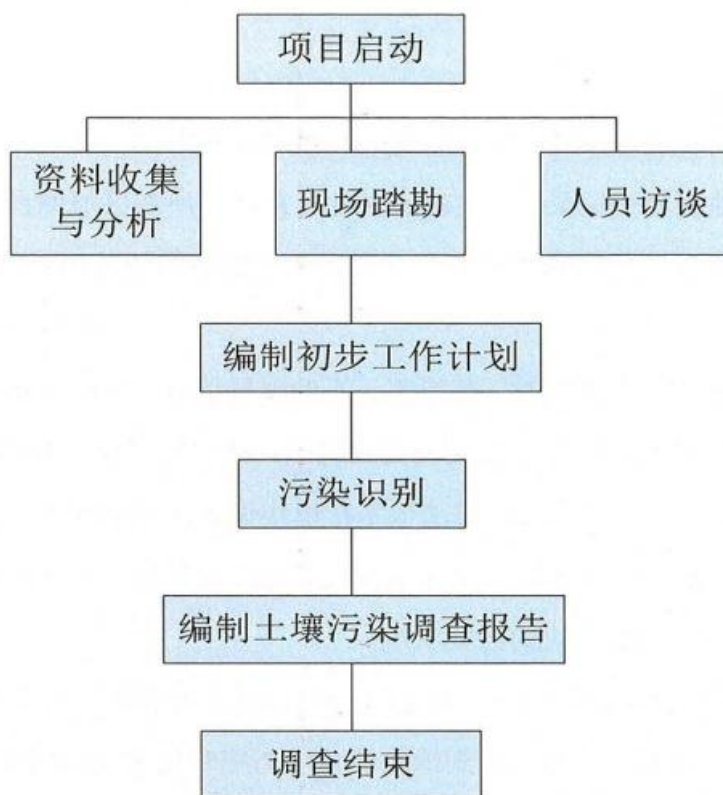 项目启动
资料收集
与分析
现场踏勘
人员访谈
编制初步工作计划
污染识别
编制土壤污染调查报告
调查结束